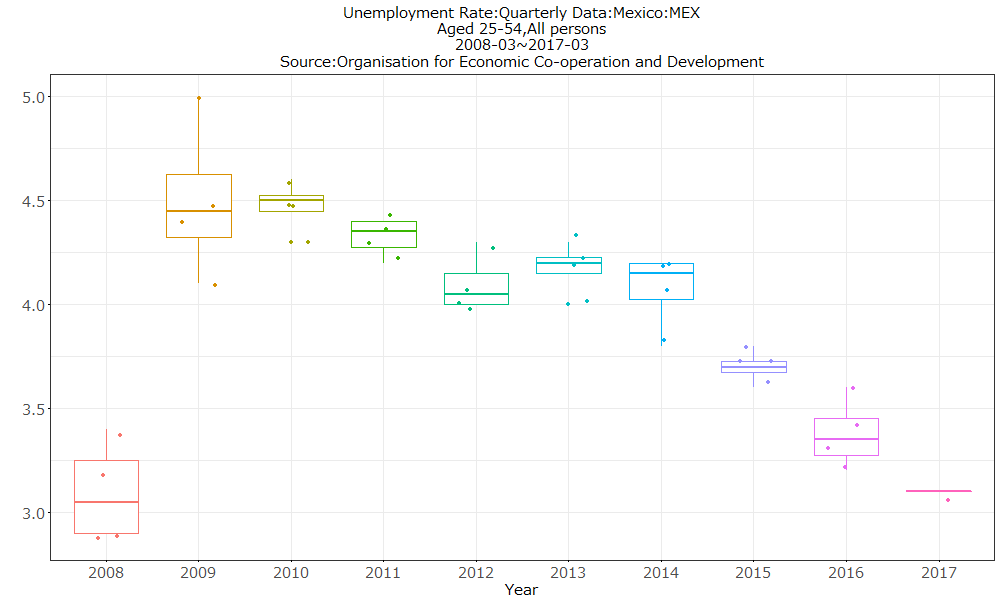 Unemployment Rate:Quarterly Data:Mexico:MEX
Aged 25-54,All persons
2008-03~2017-03
Source:Organisation for Economic Co-operation and Development
5.0
4.5
4.0
3.5
3.0
2008 2009 2010 2011 2012 2013 2014 2015 2016 2017
Year